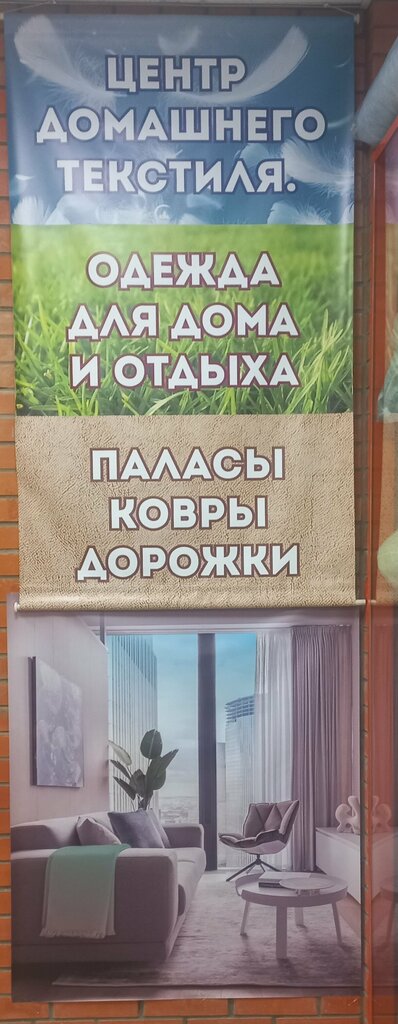 ЦЕНТР
ДОМАШНЕГО
ТЕКСТИЛЯ.
ОДЕЖДА
ДЛЯ ДОМА
И ОТДЫХА
ПАЛАСЫ
КОВРЫ
ДОРОЖКИ